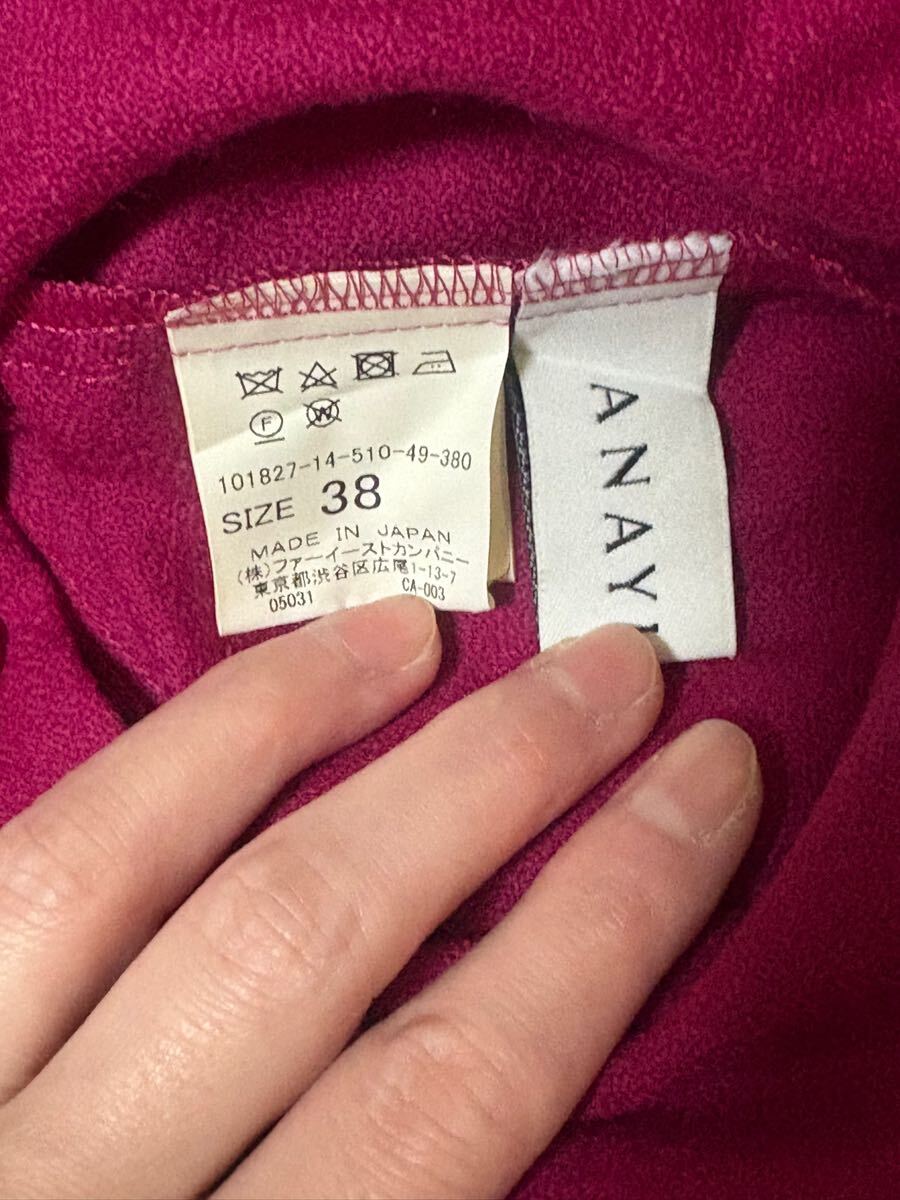 F W
101827-14-510-49-380
SIZE 38
MADE IN JAPAN
(株)ファーイーストカンパニー
東京都渋谷区広尾1-13-7
05031 CA-003
ANAY